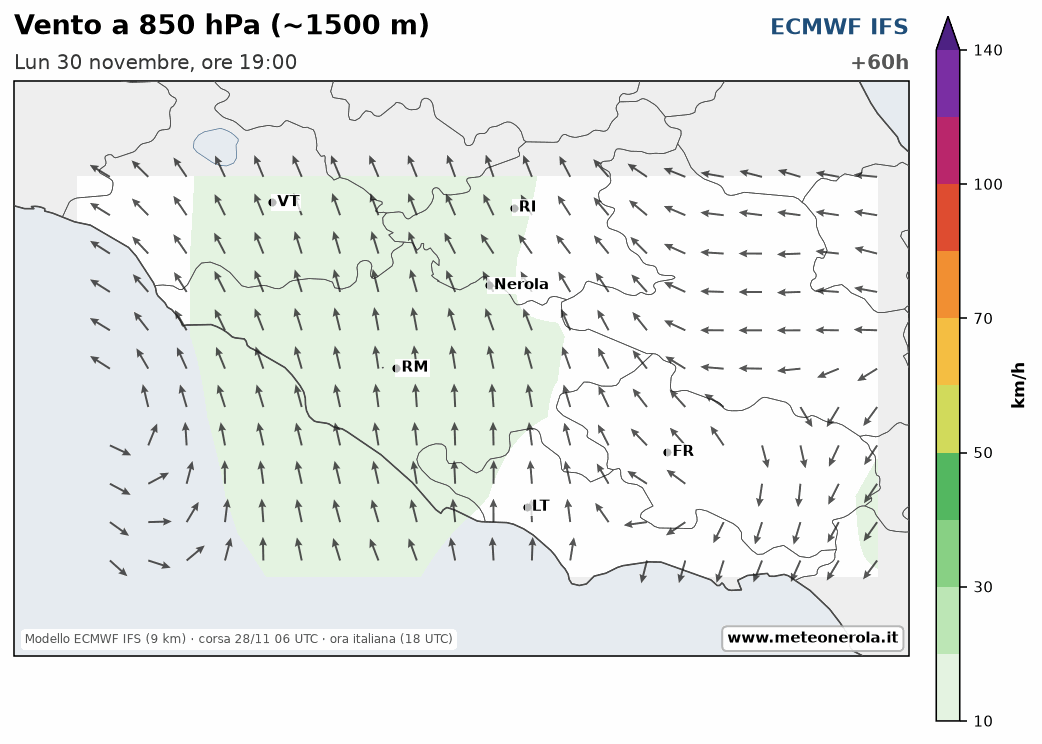 Vento a 850 hPa (~1500 m)
ECMWF IFS
Lun 30 novembre, ore 19:00
+60h
140
100
70
50
30
10
km/h
VT
RI
Nerola
RM
FR
LT
Modello ECMWF IFS (9 km) · corsa 28/11 06 UTC · ora italiana (18 UTC)
www.meteonerola.it